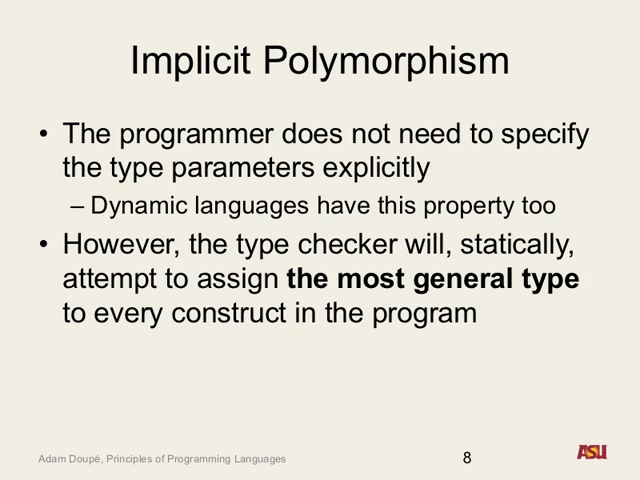 Implicit Polymorphism
• The programmer does not need to specify
the type parameters explicitly
– Dynamic languages have this property too
• However, the type checker will, statically,
attempt to assign the most general type
to every construct in the program
Adam Doupé, Principles of Programming Languages
8
ASU